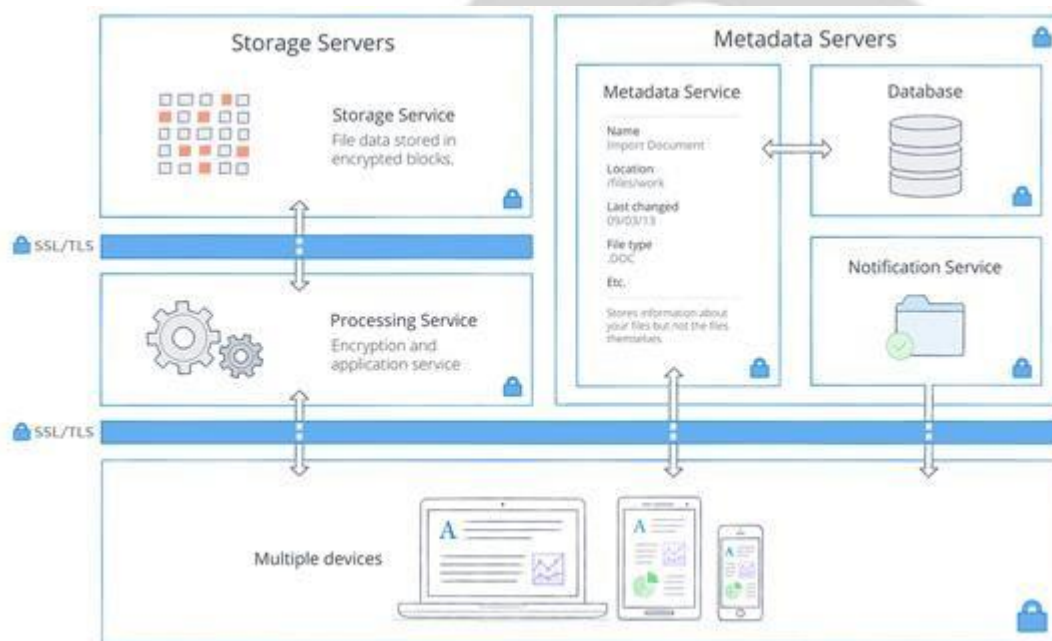 Storage Servers
Storage Service
File data stored in
encrypted blocks.
SSL/TLS
Processing Service
Encryption and
application service
SSL/TLS
Metadata Servers
Metadata Service
Name
Import Document
Location
/files/work
Last changed
09/03/13
File type
.DOC
Etc.
Stores information about
your files but not the files
themselves.
Database
Notification Service
Multiple devices
A
A
A